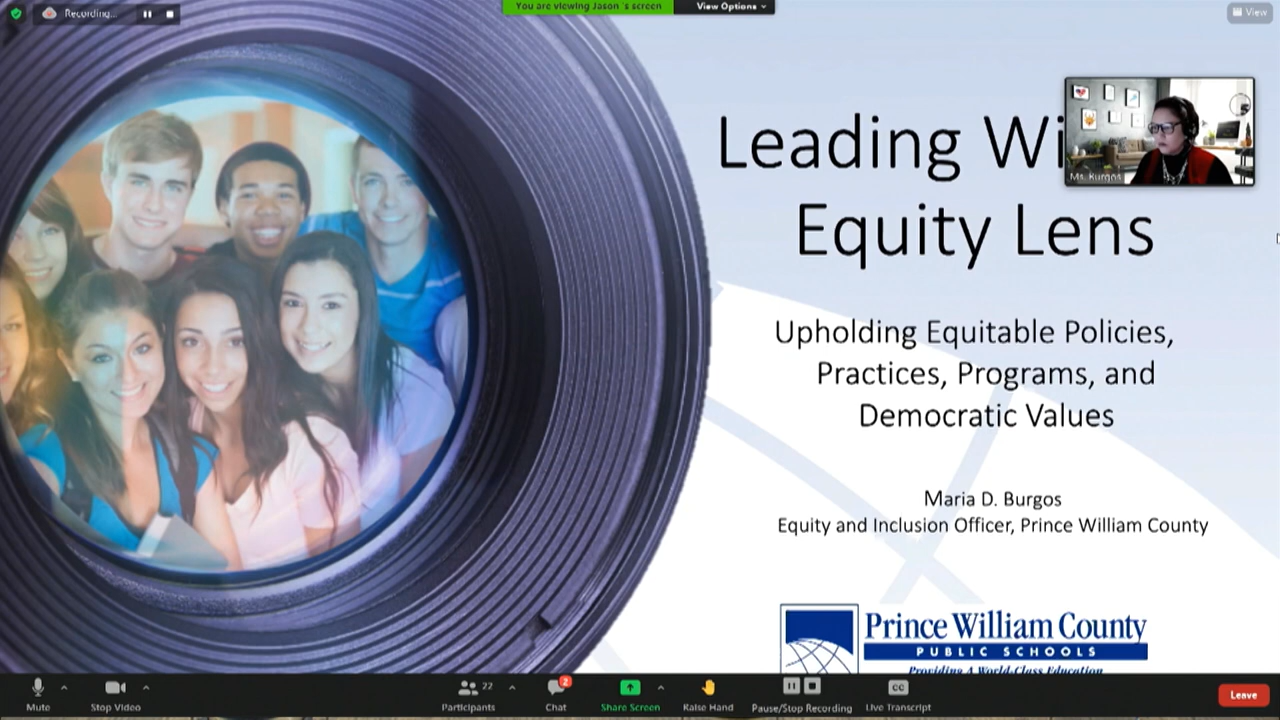 Recording...
You are viewing Jason 's screen
View Options
View
Leading Wi
Equity Lens
Ms. Burgos
Upholding Equitable Policies,
Practices, Programs, and
Democratic Values
Maria D. Burgos
Equity and Inclusion Officer, Prince William County
Prince William County
PUBLIC SCHOOLS
Providing A World-Class Education
Mute
Stop Video
22
Participants
2
Chat
Share Screen
Raise Hand
Pause/Stop Recording
CC
Live Transcript
Leave